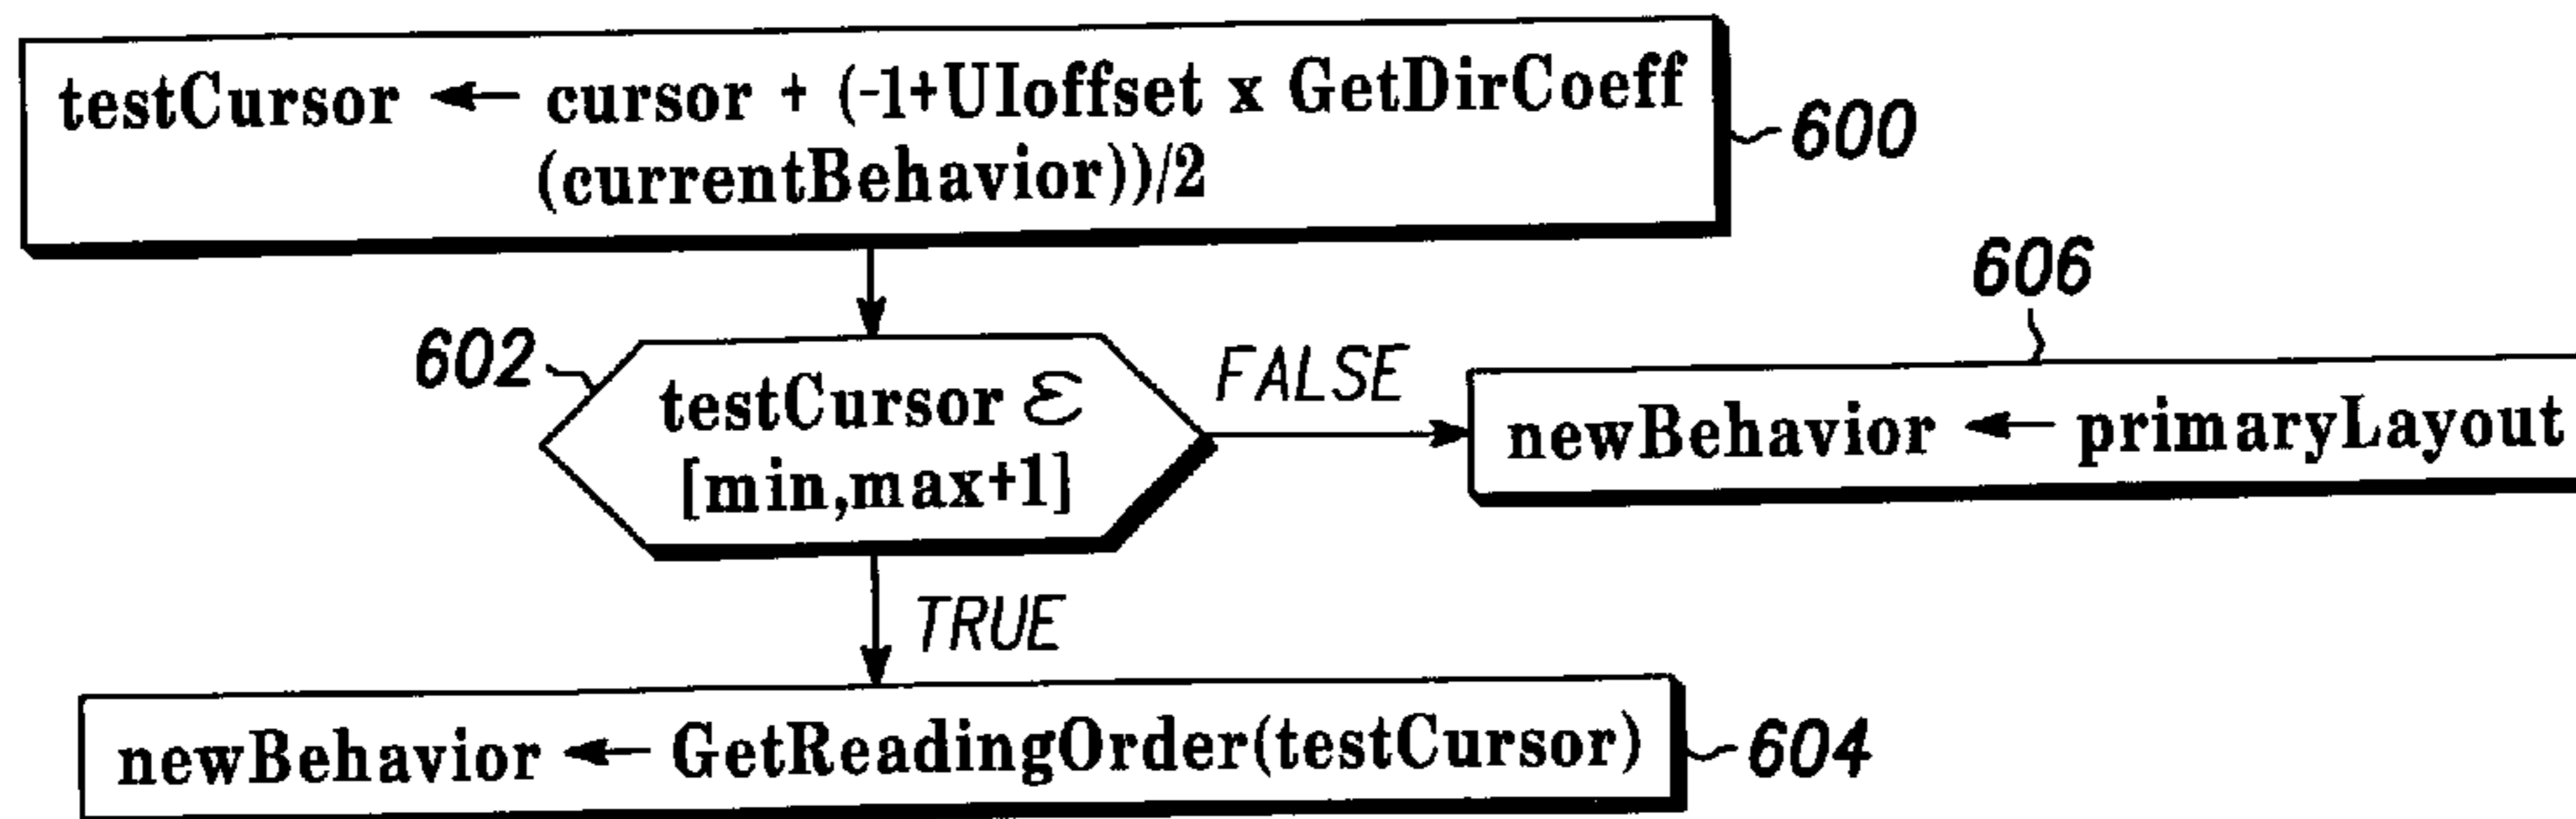 testCursor ← cursor + (-1+UIoffset x GetDirCoeff
(currentBehavior))/2
600
606
602
testCursor ℰ
[min,max+1]
FALSE
newBehavior ← primaryLayout
TRUE
newBehavior ← GetReadingOrder(testCursor)
604